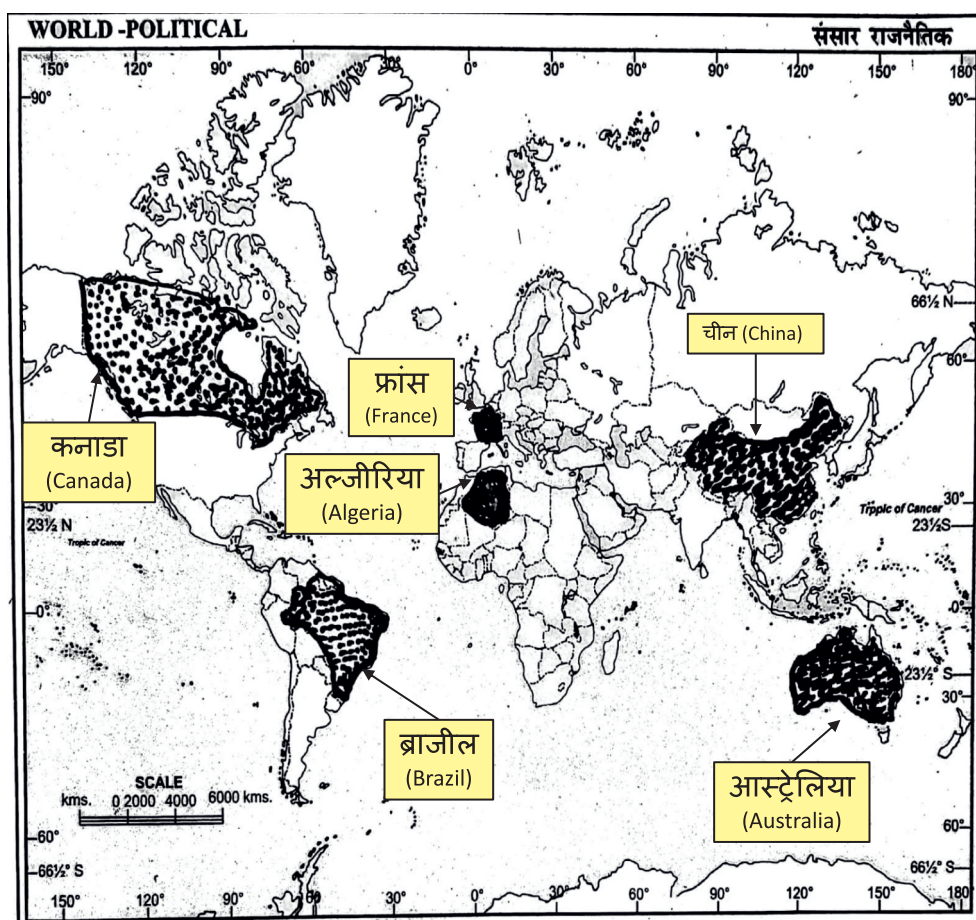 WORLD -POLITICAL
संसार राजनैतिक
150° 120° 90° 60° 30° 0° 30° 60° 90° 120° 150° 180°
90°
90°
66½ N
चीन (China)
60°
फ्रांस
(France)
कनाडा
(Canada)
अल्जीरिया
(Algeria)
30°
23½ N
Tropic of Cancer
30°
Trppic of Cancer
23½S
0°
0°
23½° S
30°
ब्राजील
(Brazil)
आस्ट्रेलिया
(Australia)
SCALE
kms. 0 2000 4000 6000 kms.
60°
66½° S
60°
66½° S
150° 120° 90° 60° 30° 0° 30° 60° 90° 120° 150° 180°